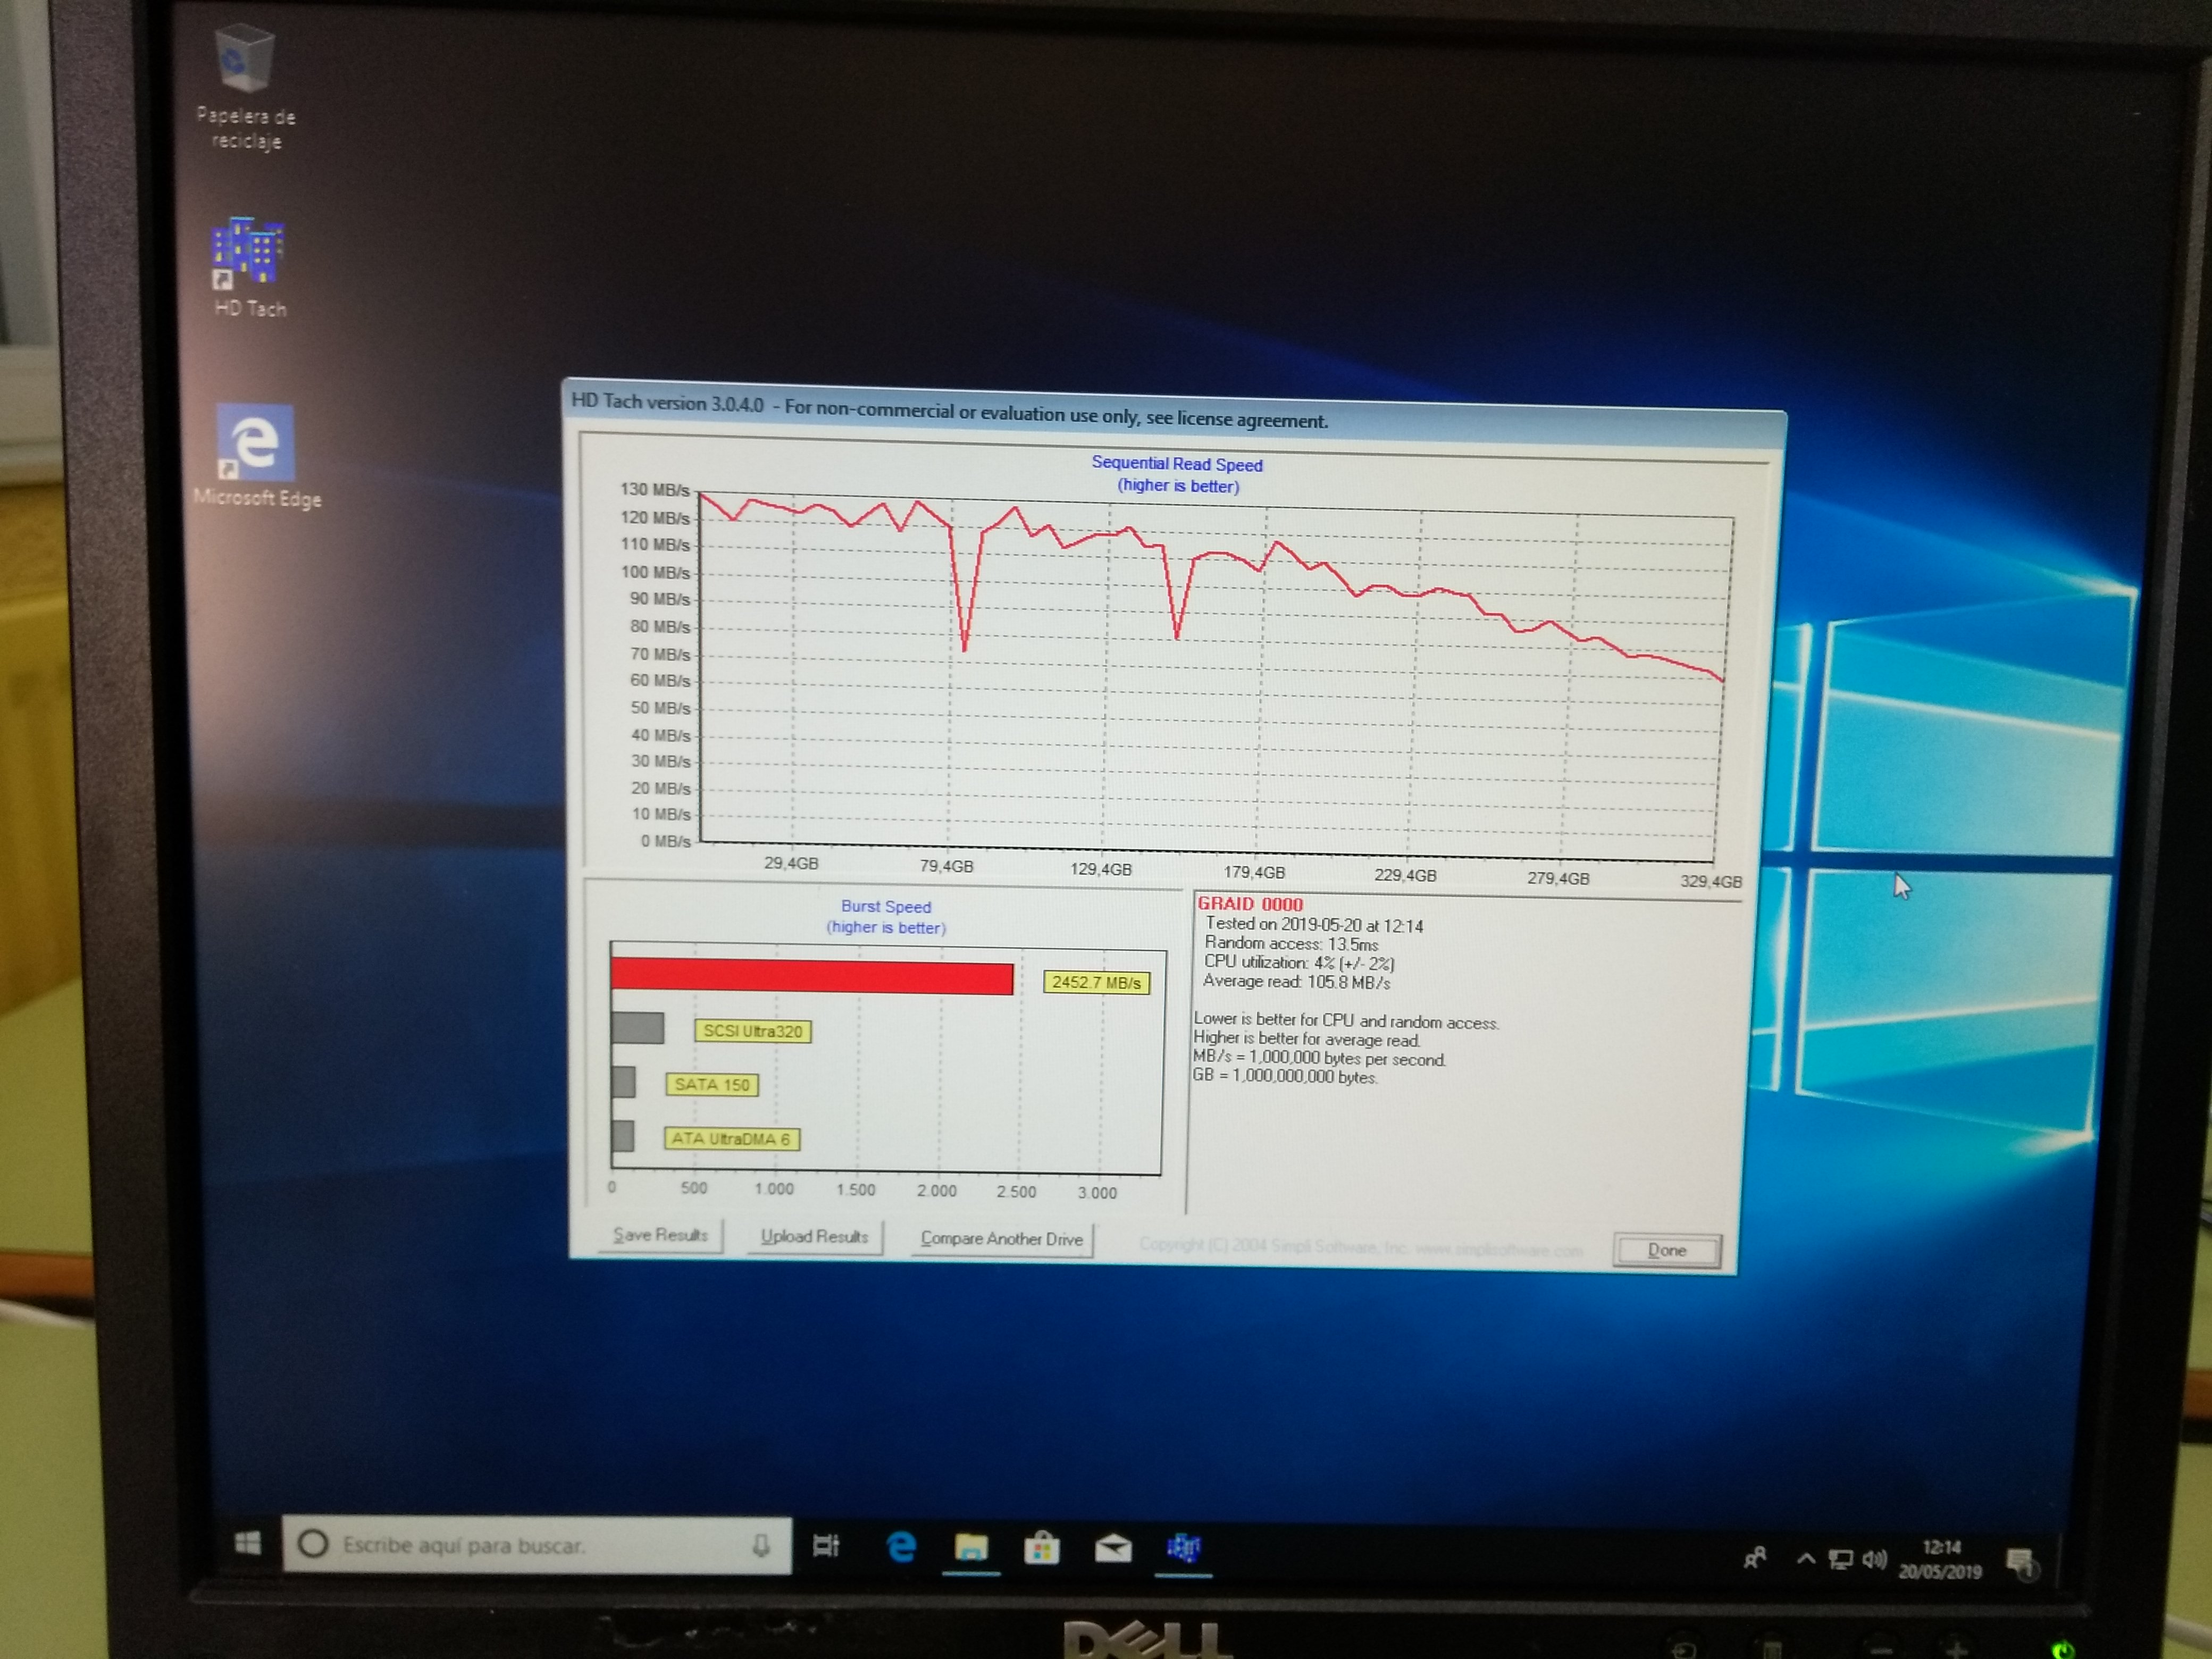 Papelera de
reciclaje
HD Tach
Microsoft Edge
HD Tach version 3.0.4.0 - For non-commercial or evaluation use only, see license agreement.
Sequential Read Speed
(higher is better)
130 MB/s
120 MB/s
110 MB/s
100 MB/s
90 MB/s
80 MB/s
70 MB/s
60 MB/s
50 MB/s
40 MB/s
30 MB/s
20 MB/s
10 MB/s
0 MB/s
29,4GB 79,4GB 129,4GB 179,4GB 229,4GB 279,4GB 329,4GB
Burst Speed
(higher is better)
2452.7 MB/s
SCSI Ultra320
SATA 150
ATA UltraDMA 6
0 500 1.000 1.500 2.000 2.500 3.000
GRAID 0000
Tested on 2019-05-20 at 12:14
Random access: 13.5ms
CPU utilization: 4% (+/- 2%)
Average read: 105.8 MB/s
Lower is better for CPU and random access.
Higher is better for average read.
MB/s = 1,000,000 bytes per second.
GB = 1,000,000,000 bytes.
Save Results Upload Results Compare Another Drive
Copyright (C) 2004 Simpli Software, Inc. www.simplisoftware.com
Done
Escribe aquí para buscar.
12:14
20/05/2019
1
DELL